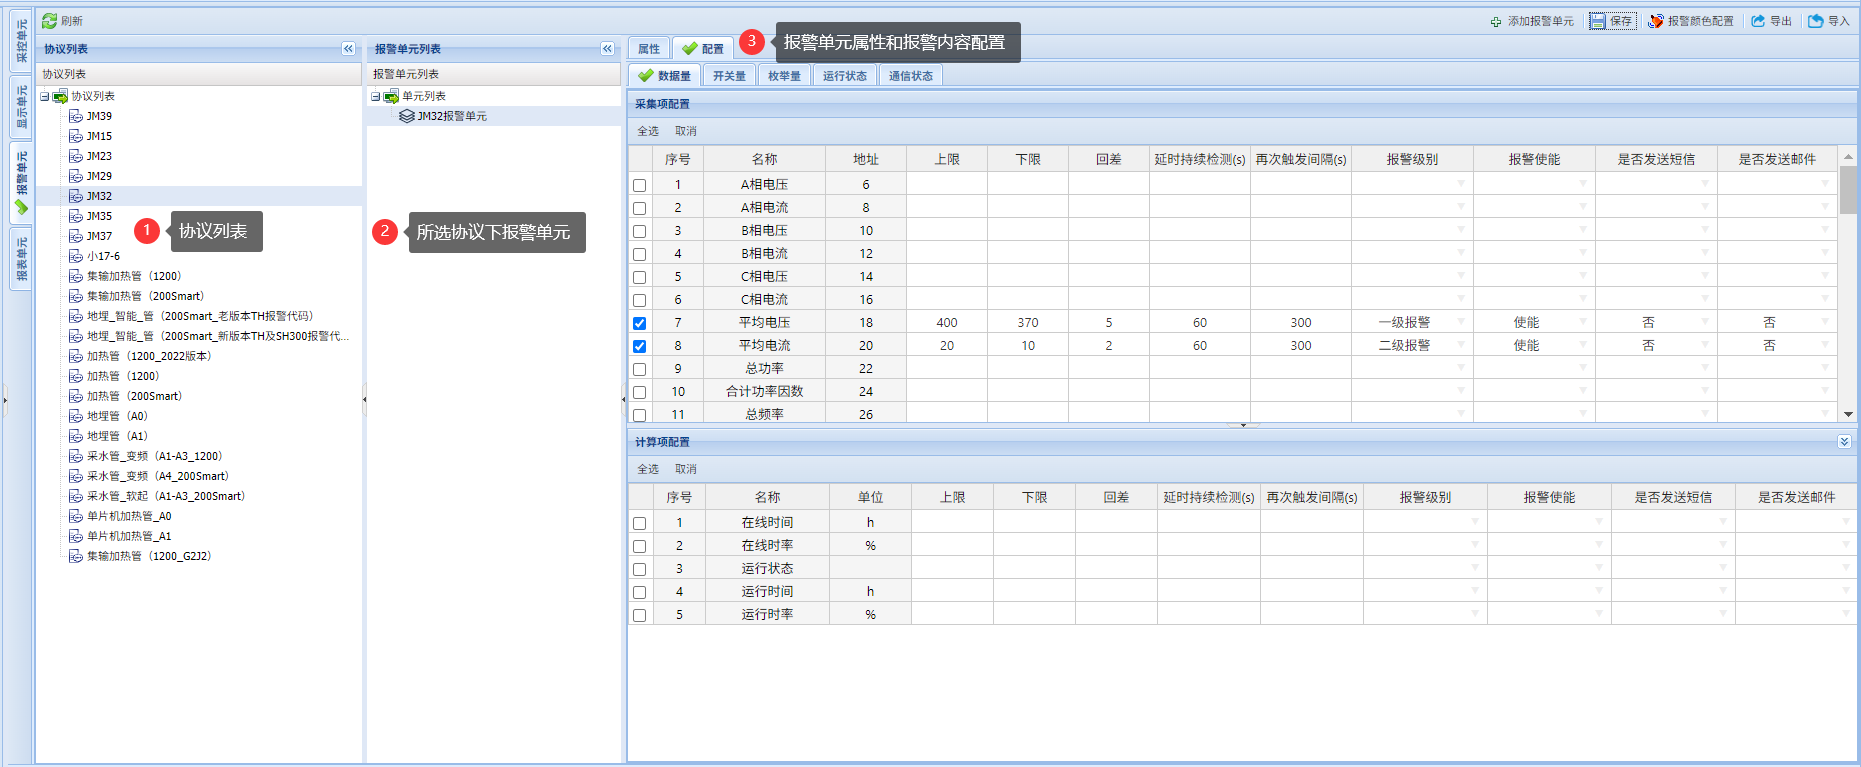 刷新
添加报警单元
保存
报警颜色配置
导出
导入
采控单元
显示单元
报警单元
报表单元
协议列表
协议列表
协议列表
JM39
JM15
JM23
JM29
JM32
JM35
JM37
小17-6
集输加热管（1200）
集输加热管（200Smart）
地埋_智能_管（200Smart_老版本TH报警代码）
地埋_智能_管（200Smart_新版本TH及SH300报警代...
加热管（1200_2022版本）
加热管（1200）
加热管（200Smart）
地埋管（A0）
地埋管（A1）
采水管_变频（A1-A3_1200）
采水管_变频（A4_200Smart）
采水管_软起（A1-A3_200Smart）
单片机加热管_A0
单片机加热管_A1
集输加热管（1200_G2J2）
1 协议列表
报警单元列表
报警单元列表
单元列表
JM32报警单元
2 所选协议下报警单元
属性 配置
3 报警单元属性和报警内容配置
数据量 开关量 枚举量 运行状态 通信状态
采集项配置
全选 取消
序号 名称 地址 上限 下限 回差 延时持续检测(s) 再次触发间隔(s) 报警级别 报警使能 是否发送短信 是否发送邮件
1 A相电压 6
2 A相电流 8
3 B相电压 10
4 B相电流 12
5 C相电压 14
6 C相电流 16
7 平均电压 18 400 370 5 60 300 一级报警 使能 否 否
8 平均电流 20 20 10 2 60 300 二级报警 使能 否 否
9 总功率 22
10 合计功率因数 24
11 总频率 26
计算项配置
全选 取消
序号 名称 单位 上限 下限 回差 延时持续检测(s) 再次触发间隔(s) 报警级别 报警使能 是否发送短信 是否发送邮件
1 在线时间 h
2 在线时率 %
3 运行状态
4 运行时间 h
5 运行时率 %